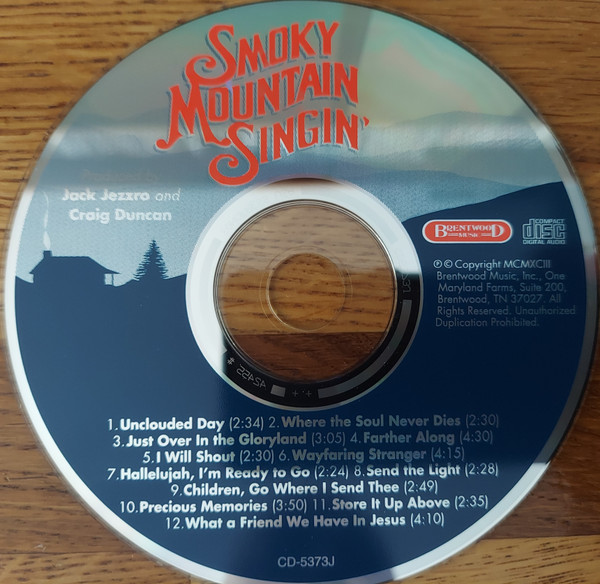 SMOKY
MOUNTAIN
SINGIN'
Jack Jezzro and
Craig Duncan
BRENTWOOD
MUSIC
COMPACT
disc
DIGITAL AUDIO
℗ © Copyright MCMXCIII
Brentwood Music, Inc., One
Maryland Farms, Suite 200,
Brentwood, TN 37027. All
Rights Reserved. Unauthorized
Duplication Prohibited.
1.Unclouded Day (2:34) 2.Where the Soul Never Dies (2:30)
3.Just Over In the Gloryland (3:05) 4.Farther Along (4:30)
5.I Will Shout (2:30) 6.Wayfaring Stranger (4:15)
7.Hallelujah, I'm Ready to Go (2:24) 8.Send the Light (2:28)
9.Children, Go Where I Send Thee (2:49)
10.Precious Memories (3:50) 11.Store It Up Above (2:35)
12.What a Friend We Have In Jesus (4:10)
CD-5373J